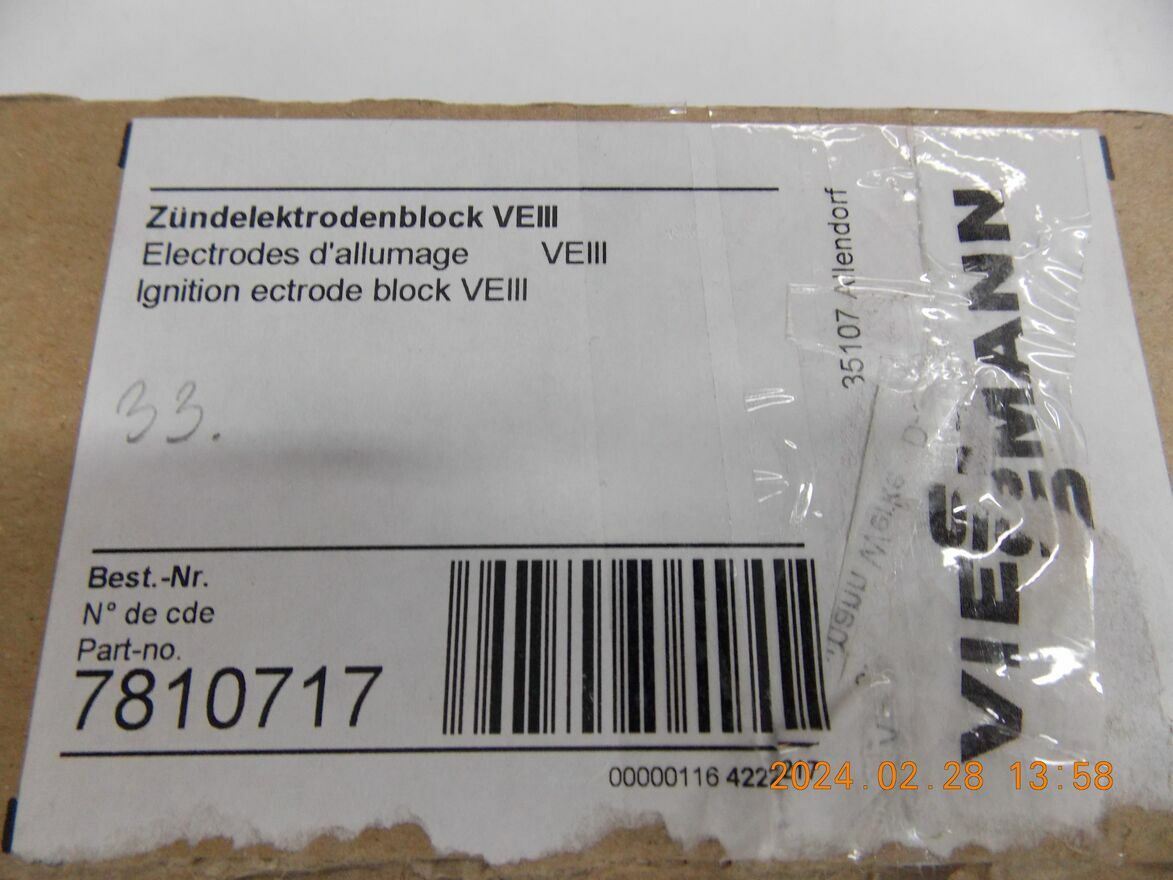 Zündelektrodenblock VEIII
Electrodes d'allumage VEIII
Ignition ectrode block VEIII
33.
Best.-Nr.
N° de cde
Part-no.
7810717
00000116
35107 Allendorf
VIESMANN
2024.02.28 13:58